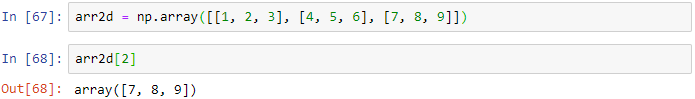 In [67]: arr2d = np.array([[1, 2, 3], [4, 5, 6], [7, 8, 9]])
In [68]: arr2d[2]
Out[68]: array([7, 8, 9])